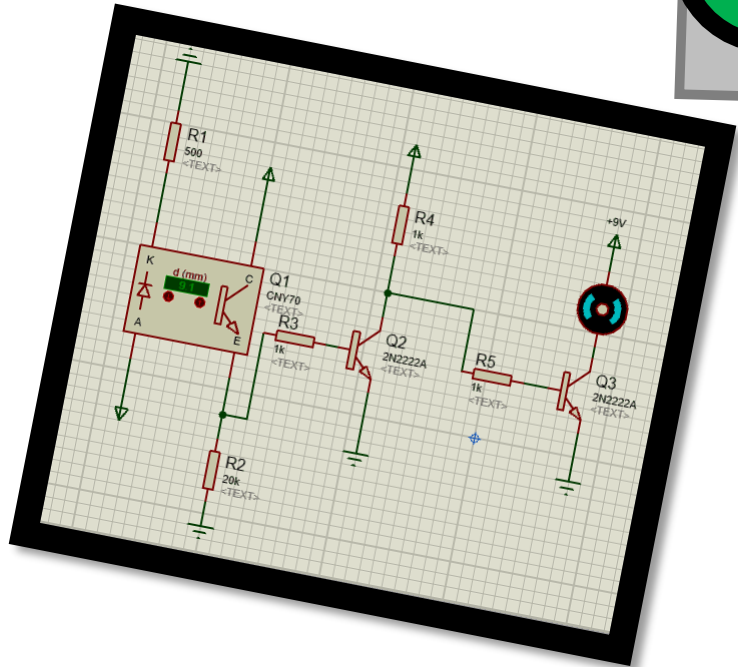 R1
500
<TEXT>
K
d (mm)
9.1
C
A
E
Q1
CNY70
<TEXT>
R3
1k
<TEXT>
R2
20k
<TEXT>
R4
1k
<TEXT>
Q2
2N2222A
<TEXT>
R5
1k
<TEXT>
+9V
Q3
2N2222A
<TEXT>